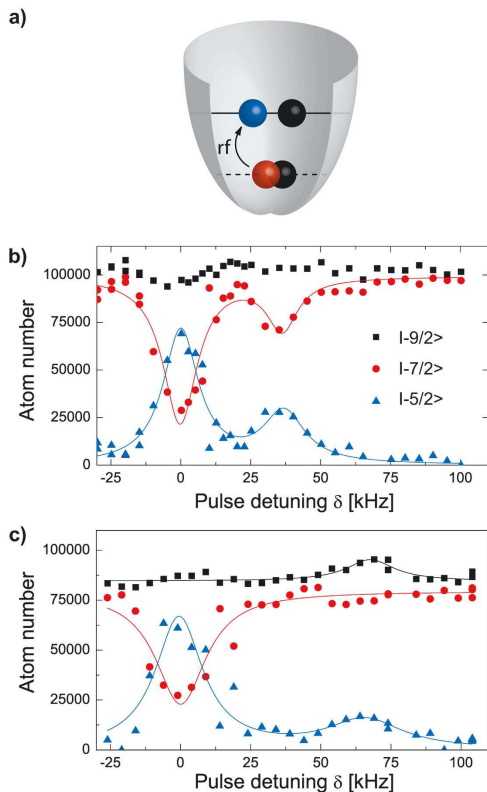 a)
rf
b)
100000
75000
50000
25000
0
Atom number
I-9/2>
I-7/2>
I-5/2>
-25 0 25 50 75 100
Pulse detuning δ [kHz]
c)
100000
75000
50000
25000
0
Atom number
-25 0 25 50 75 100
Pulse detuning δ [kHz]